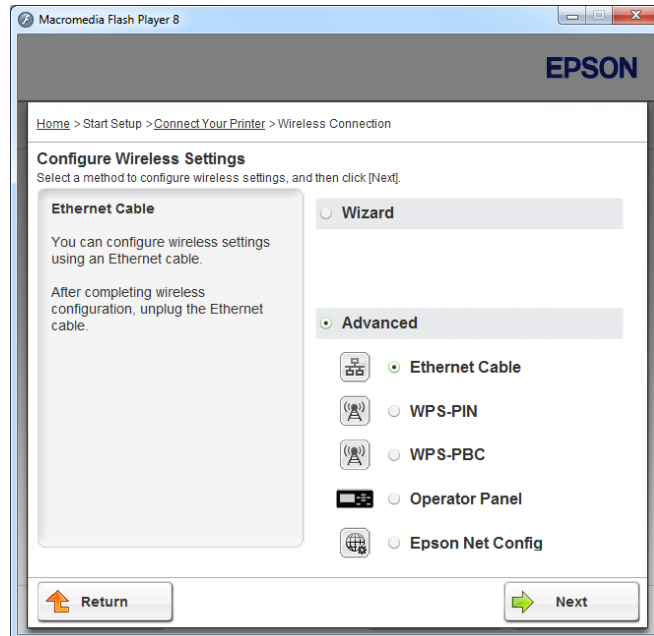 Macromedia Flash Player 8
EPSON
Home > Start Setup > Connect Your Printer > Wireless Connection
Configure Wireless Settings
Select a method to configure wireless settings, and then click [Next].
Ethernet Cable
You can configure wireless settings
using an Ethernet cable.
After completing wireless
configuration, unplug the Ethernet
cable.
Wizard
Advanced
Ethernet Cable
WPS-PIN
WPS-PBC
Operator Panel
Epson Net Config
Return
Next